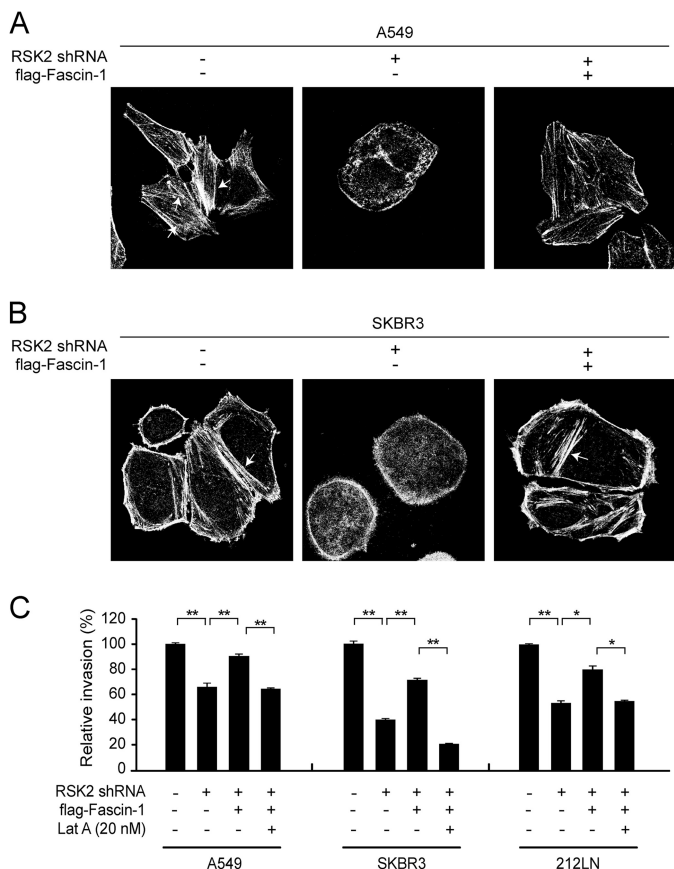 A
A549
RSK2 shRNA - + +
flag-Fascin-1 - - +
B
SKBR3
RSK2 shRNA - + +
flag-Fascin-1 - - +
C
Relative invasion (%)
120
100
80
60
40
20
0
** ** **
** ** **
** * *
RSK2 shRNA - + + + - + + + - + + +
flag-Fascin-1 - - + + - - + + - - + +
Lat A (20 nM) - - - + - - - + - - - +
A549 SKBR3 212LN